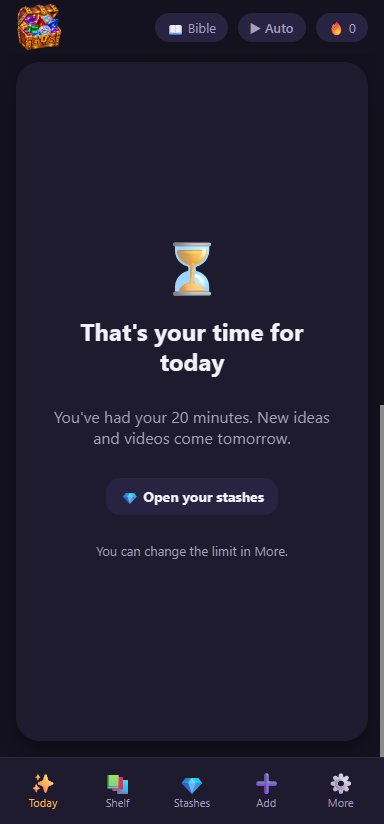 Bible
Auto
0
That's your time for
today
You've had your 20 minutes. New ideas
and videos come tomorrow.
Open your stashes
You can change the limit in More.
Today
Shelf
Stashes
Add
More